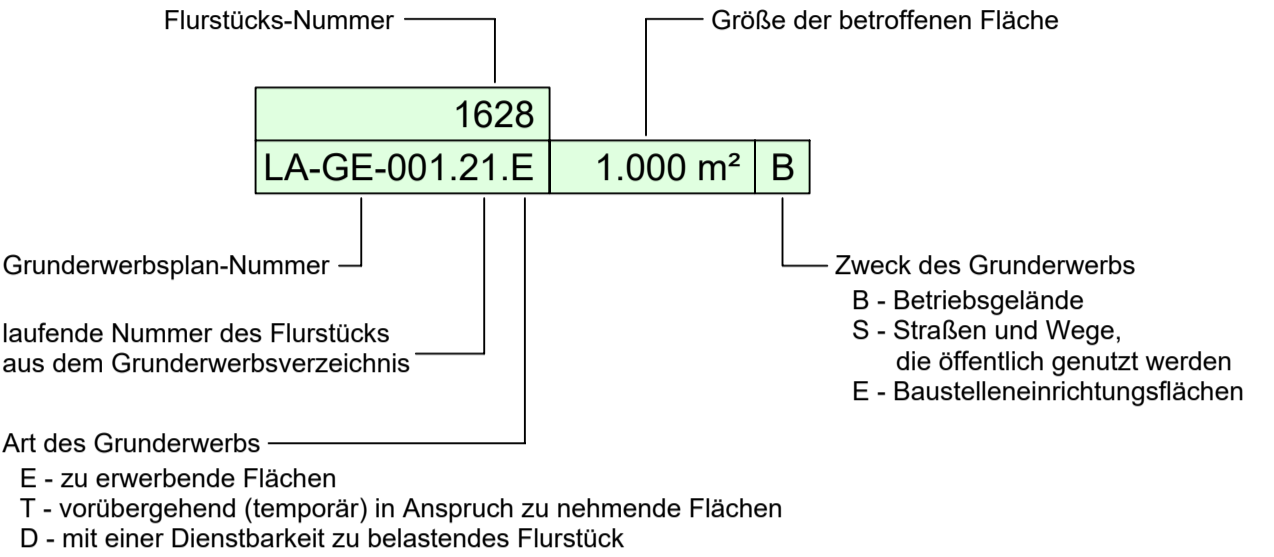 Flurstücks-Nummer
Größe der betroffenen Fläche
1628
LA-GE-001.21.E 1.000 m² B
Grunderwerbsplan-Nummer
Zweck des Grunderwerbs
B - Betriebsgelände
S - Straßen und Wege,
die öffentlich genutzt werden
E - Baustelleneinrichtungsflächen
laufende Nummer des Flurstücks
aus dem Grunderwerbsverzeichnis
Art des Grunderwerbs
E - zu erwerbende Flächen
T - vorübergehend (temporär) in Anspruch zu nehmende Flächen
D - mit einer Dienstbarkeit zu belastendes Flurstück